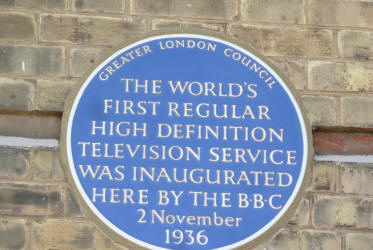 GREATER LONDON COUNCIL
THE WORLD'S
FIRST REGULAR
HIGH DEFINITION
TELEVISION SERVICE
WAS INAUGURATED
HERE BY THE B·B·C
2 November
1936